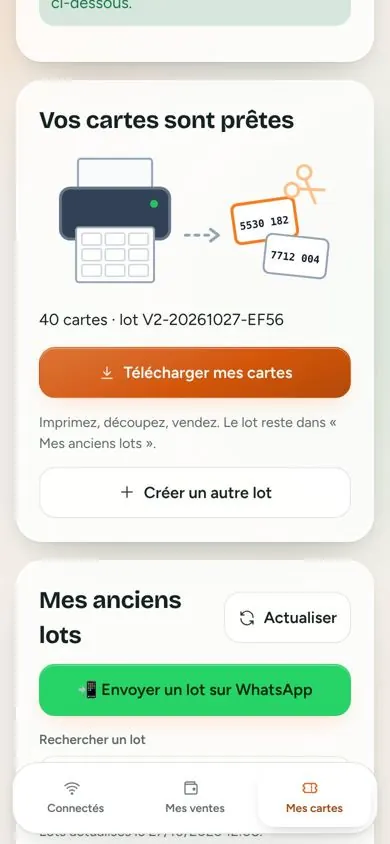 ci-dessous.
Vos cartes sont prêtes
5530 182
7712 004
40 cartes · lot V2-20261027-EF56
Télécharger mes cartes
Imprimez, découpez, vendez. Le lot reste dans «
Mes anciens lots ».
Créer un autre lot
Mes anciens
lots
Actualiser
Envoyer un lot sur WhatsApp
Rechercher un lot
Connectés
Mes ventes
Mes cartes